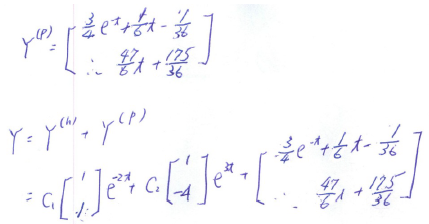 Y^{(P)} = [ 3/4 e^{-t} + 1/6 t - 1/36
∴ 47/6 t + 175/36 ]
Y = Y^{(h)} + Y^{(P)}
= C₁ [ 1 1 ] e^{-2t} + C₂ [ 1 -4 ] e^{3t} + [ -3/4 e^{-t} + 1/6 t - 1/36
∴ 47/6 t + 175/36 ]